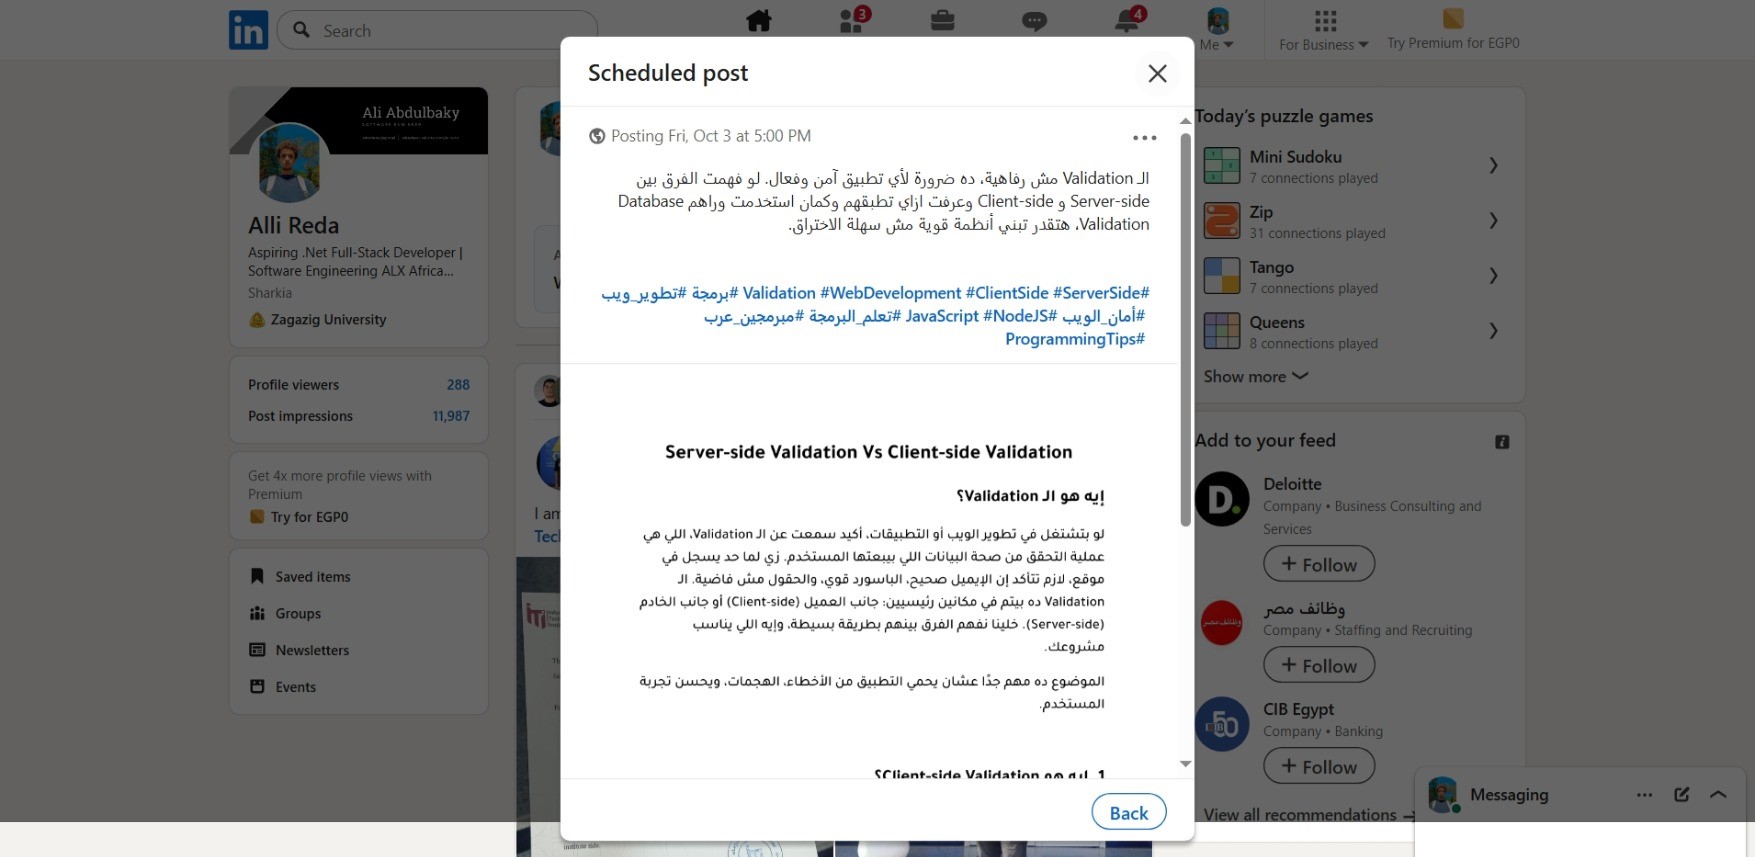 Search
3
4
Me
For Business
Try Premium for EGP0
Scheduled post
Posting Fri, Oct 3 at 5:00 PM
الـ Validation مش رفاهية، ده ضرورة لأي تطبيق آمن وفعال. لو فهمت الفرق بين
Server-side و Client-side وعرفت ازاي تطبقهم وكمان استخدمت وراهم Database
Validation، هتقدر تبني أنظمة قوية مش سهلة الاختراق.
#Validation #WebDevelopment #ClientSide #ServerSide #برمجة #تطوير_ويب
#أمان_الويب #JavaScript #NodeJS #تعلم_البرمجة #مبرمجين_عرب
#ProgrammingTips
Server-side Validation Vs Client-side Validation
إيه هو الـ Validation؟
لو بتشتغل في تطوير الويب أو التطبيقات، أكيد سمعت عن الـ Validation، اللي هي
عملية التحقق من صحة البيانات اللي بيبعتها المستخدم. زي لما حد يسجل في
موقع، لازم تتأكد إن الإيميل صحيح، الباسورد قوي، والحقول مش فاضية. الـ
Validation ده بيتم في مكانين رئيسيين: جانب العميل (Client-side) أو جانب الخادم
(Server-side). خلينا نفهم الفرق بينهم بطريقة بسيطة، وإيه اللي يناسب
مشروعك.
الموضوع ده مهم جدًا عشان يحمي التطبيق من الأخطاء، الهجمات، ويحسن تجربة
المستخدم.
1. إيه هو Client-side Validation؟
Back
Ali Abdulbaky
Alli Reda
Aspiring .Net Full-Stack Developer |
Software Engineering ALX Africa...
Sharkia
Zagazig University
Profile viewers 288
Post impressions 11,987
Get 4x more profile views with
Premium
Try for EGP0
Saved items
Groups
Newsletters
Events
I am
Tec
Today's puzzle games
Mini Sudoku
7 connections played
Zip
31 connections played
Tango
7 connections played
Queens
8 connections played
Show more
Add to your feed
Deloitte
Company • Business Consulting and
Services
+ Follow
وظائف مصر
Company • Staffing and Recruiting
+ Follow
CIB Egypt
Company • Banking
+ Follow
View all recommendations →
Messaging